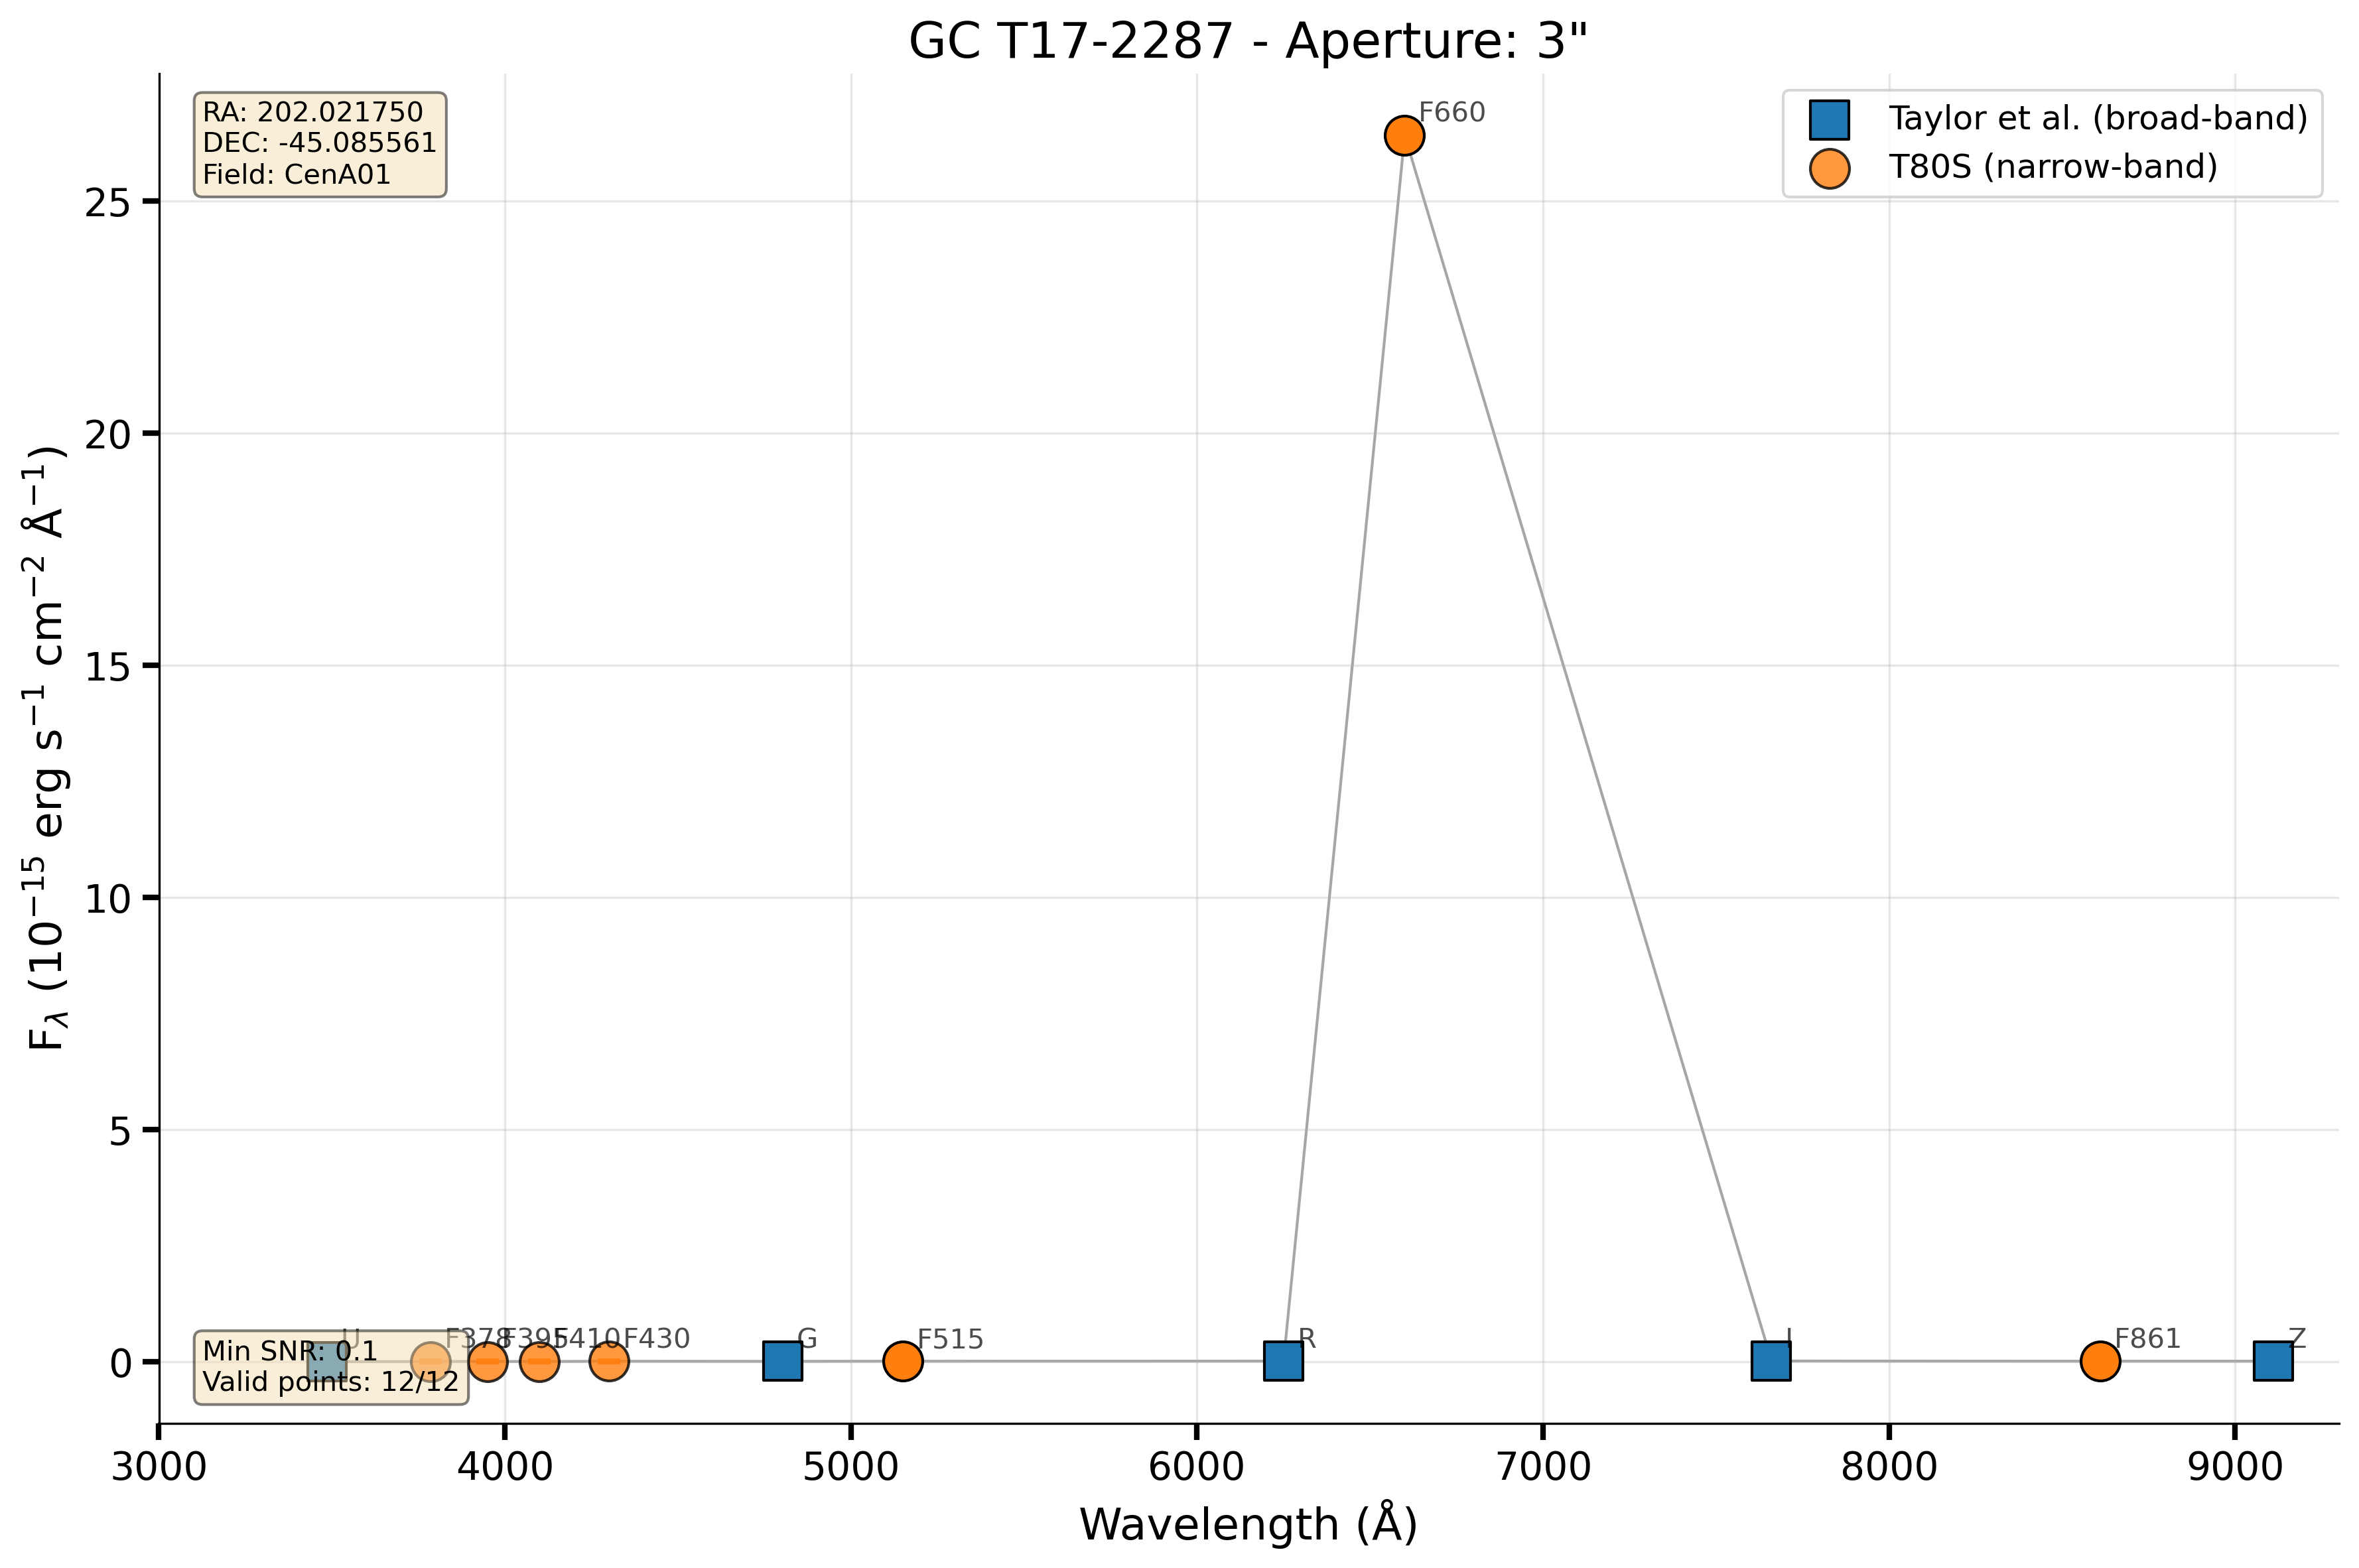 GC T17-2287 - Aperture: 3"
RA: 202.021750
DEC: -45.085561
Field: CenA01
Taylor et al. (broad-band)
T80S (narrow-band)
F660
25
20
15
10
5
0
F_λ (10⁻¹⁵ erg s⁻¹ cm⁻² Å⁻¹)
U
F378
F395
F410
F430
G
F515
R
I
F861
Z
Min SNR: 0.1
Valid points: 12/12
3000
4000
5000
6000
7000
8000
9000
Wavelength (Å)